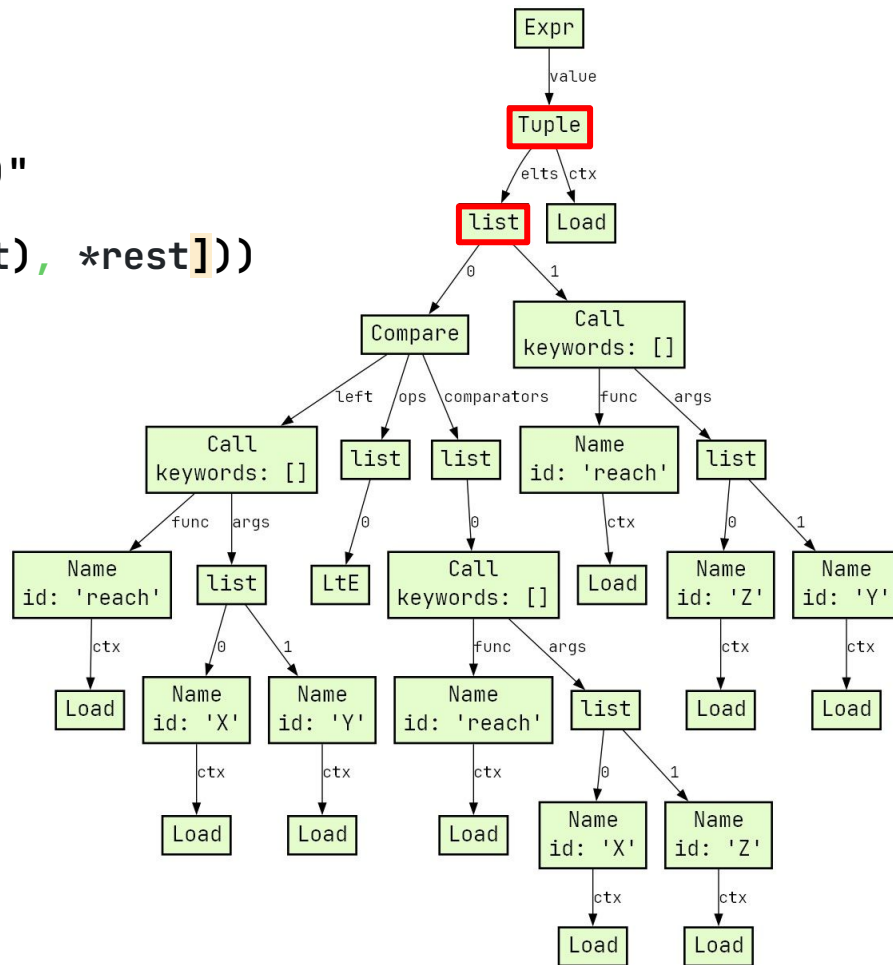 )"
t), *rest]))
Expr
value
Tuple
elts ctx
list Load
0 1
Compare
Call
keywords: []
left ops comparators func args
Call
keywords: []
list list
Name
id: 'reach'
list
func args 0 0 ctx 0 1
Name
id: 'reach'
list
LtE
Call
keywords: []
Load
Name
id: 'Z'
Name
id: 'Y'
ctx 0 1 func args ctx ctx
Load
Name
id: 'X'
Name
id: 'Y'
Name
id: 'reach'
list
Load Load
ctx ctx ctx 0 1
Load Load Load
Name
id: 'X'
Name
id: 'Z'
ctx ctx
Load Load